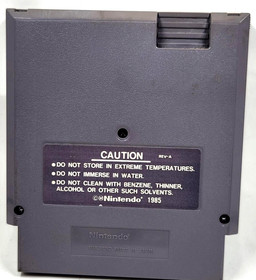 CAUTION REV-A
• DO NOT STORE IN EXTREME TEMPERATURES.
• DO NOT IMMERSE IN WATER.
• DO NOT CLEAN WITH BENZENE, THINNER,
ALCOHOL OR OTHER SUCH SOLVENTS.
©®Nintendo® 1985
Nintendo